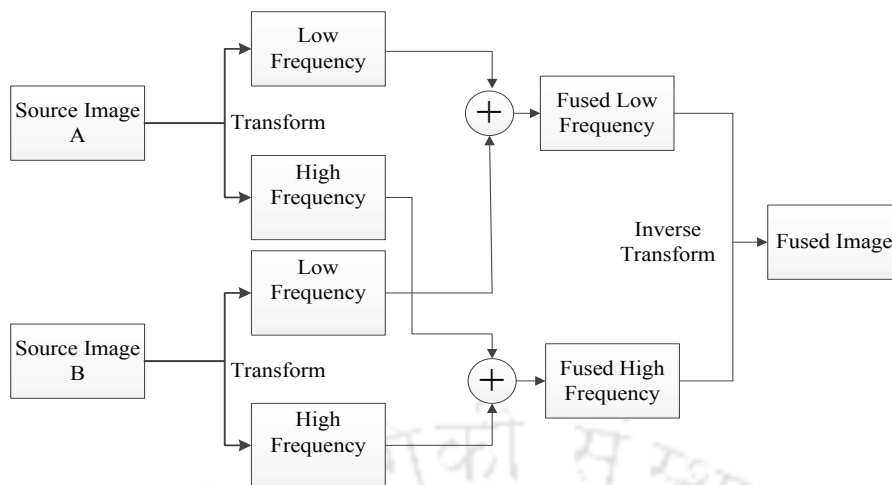 Low
Frequency
Source Image
A
Transform
High
Frequency
Fused Low
Frequency
Inverse
Transform
Fused Image
Low
Frequency
Source Image
B
Transform
High
Frequency
Fused High
Frequency
+
+